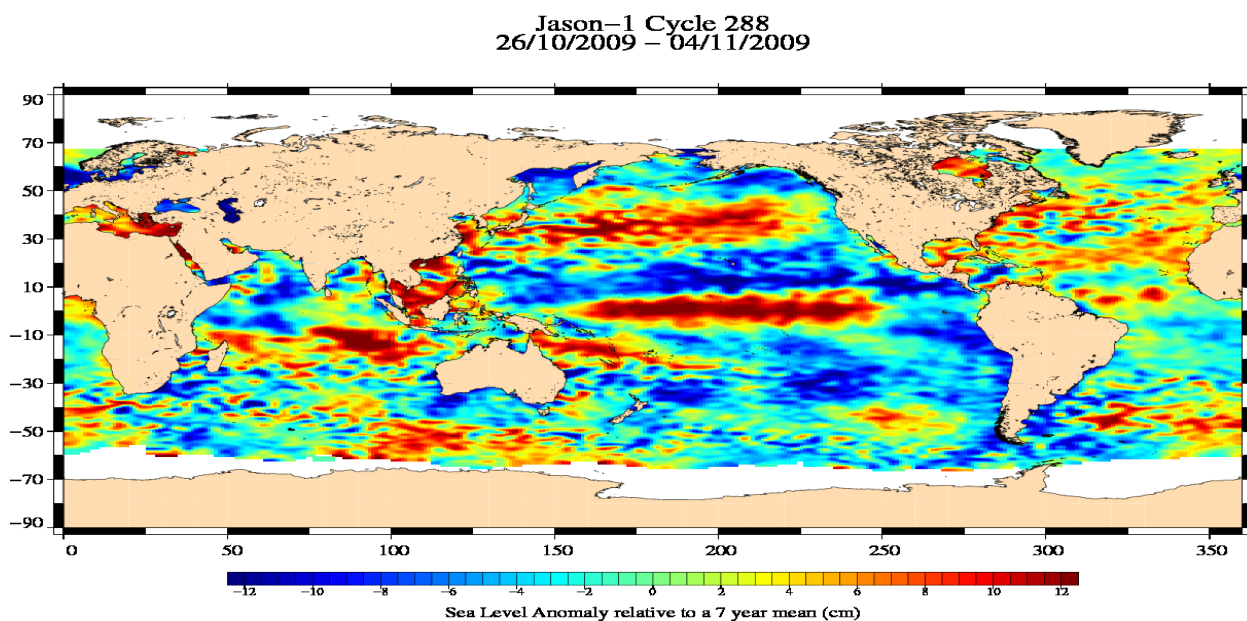 Jason−1 Cycle 288
26/10/2009 − 04/11/2009
90
70
50
30
10
−10
−30
−50
−70
−90
0 50 100 150 200 250 300 350
−12 −10 −8 −6 −4 −2 0 2 4 6 8 10 12
Sea Level Anomaly relative to a 7 year mean (cm)